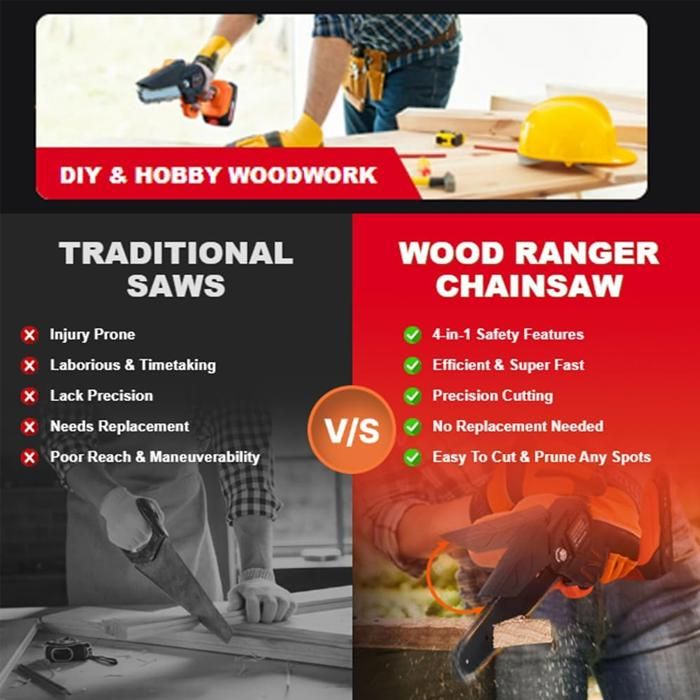 DIY & HOBBY WOODWORK
TRADITIONAL
SAWS
Injury Prone
Laborious & Timetaking
Lack Precision
Needs Replacement
Poor Reach & Maneuverability
V/S
WOOD RANGER
CHAINSAW
4-in-1 Safety Features
Efficient & Super Fast
Precision Cutting
No Replacement Needed
Easy To Cut & Prune Any Spots